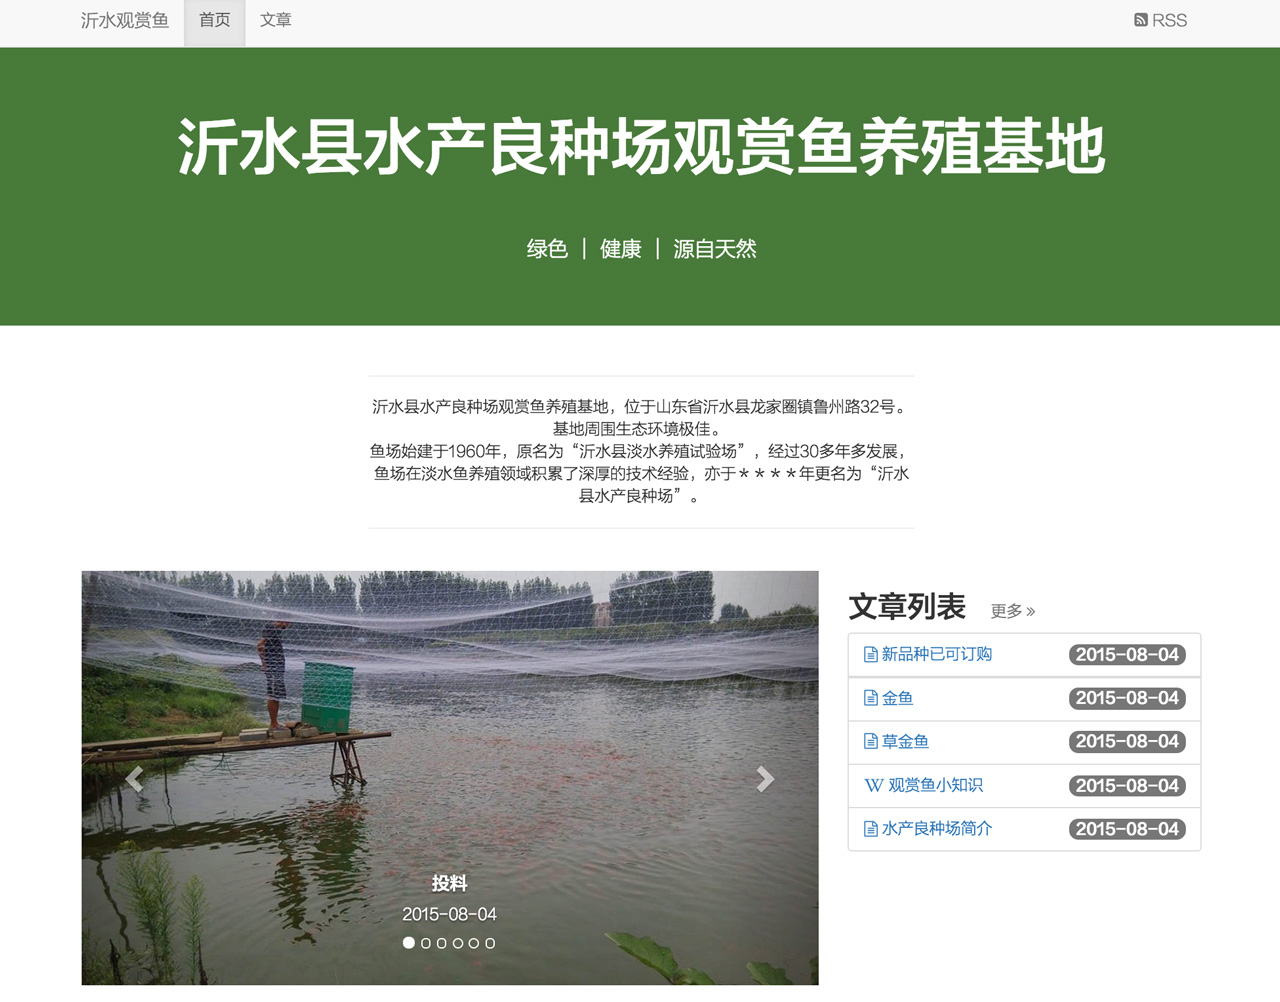 沂水观赏鱼 首页 文章 RSS
沂水县水产良种场观赏鱼养殖基地
绿色 | 健康 | 源自天然
沂水县水产良种场观赏鱼养殖基地，位于山东省沂水县龙家圈镇鲁州路32号。
基地周围生态环境极佳。
鱼场始建于1960年，原名为“沂水县淡水养殖试验场”，经过30多年多发展，
鱼场在淡水鱼养殖领域积累了深厚的技术经验，亦于＊＊＊＊年更名为“沂水
县水产良种场”。
投料
2015-08-04
文章列表 更多 »
新品种已可订购 2015-08-04
金鱼 2015-08-04
草金鱼 2015-08-04
W 观赏鱼小知识 2015-08-04
水产良种场简介 2015-08-04